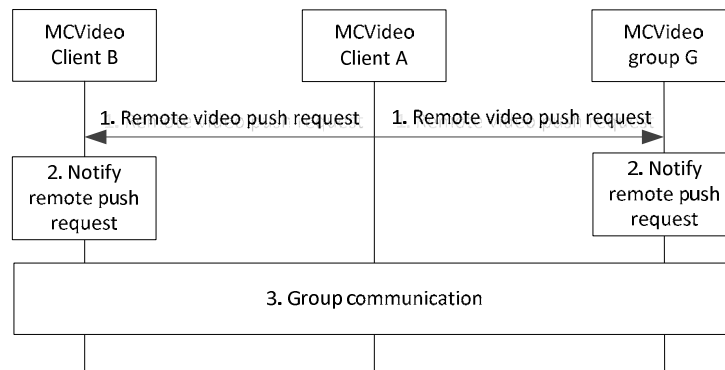 MCVideo
Client B
MCVideo
Client A
MCVideo
group G
1. Remote video push request
1. Remote video push request
2. Notify
remote push
request
2. Notify
remote push
request
3. Group communication